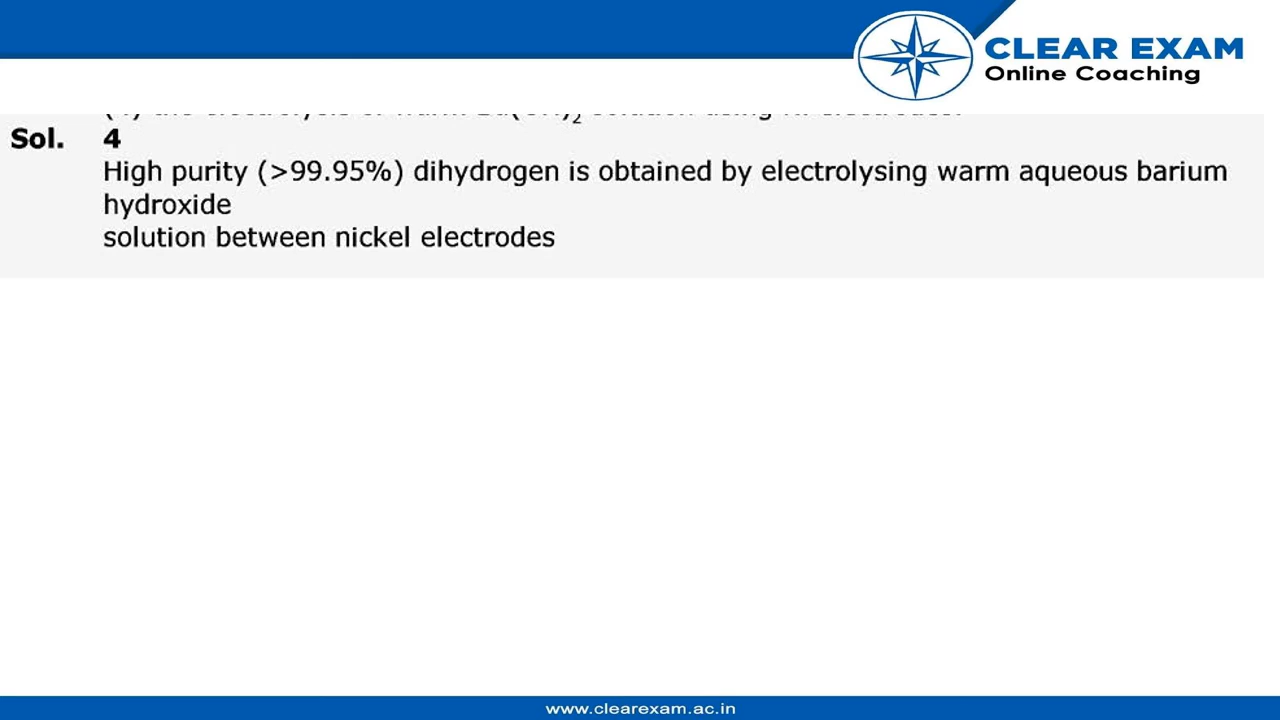 CLEAR EXAM
Online Coaching
Sol. 4
High purity (>99.95%) dihydrogen is obtained by electrolysing warm aqueous barium
hydroxide
solution between nickel electrodes
www.clearexam.ac.in